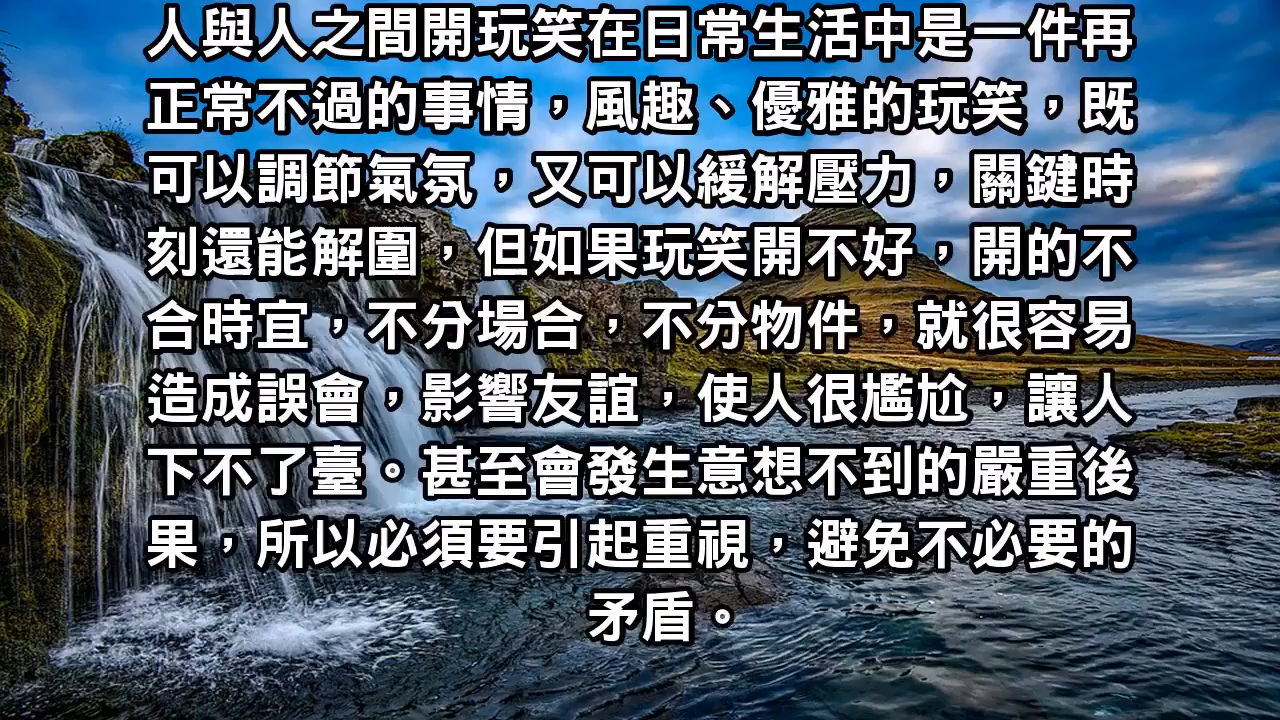 人與人之間開玩笑在日常生活中是一件再
正常不過的事情，風趣、優雅的玩笑，既
可以調節氣氛，又可以緩解壓力，關鍵時
刻還能解圍，但如果玩笑開不好，開的不
合時宜，不分場合，不分物件，就很容易
造成誤會，影響友誼，使人很尷尬，讓人
下不了臺。甚至會發生意想不到的嚴重後
果，所以必須要引起重視，避免不必要的
矛盾。